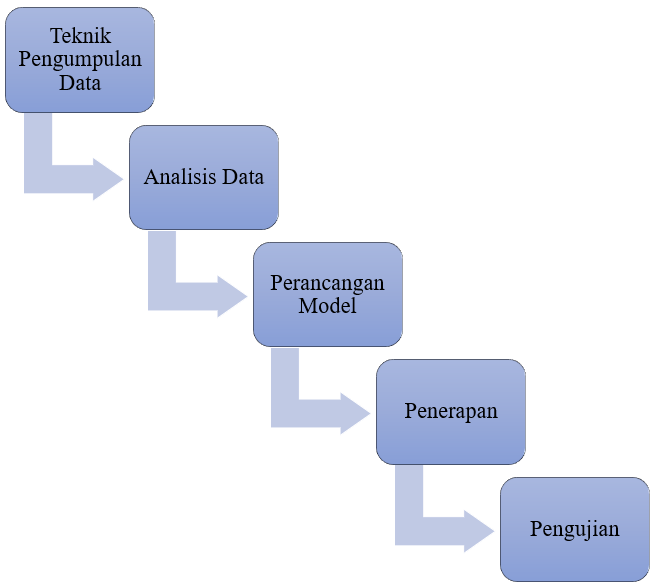 Teknik
Pengumpulan
Data
Analisis Data
Perancangan
Model
Penerapan
Pengujian